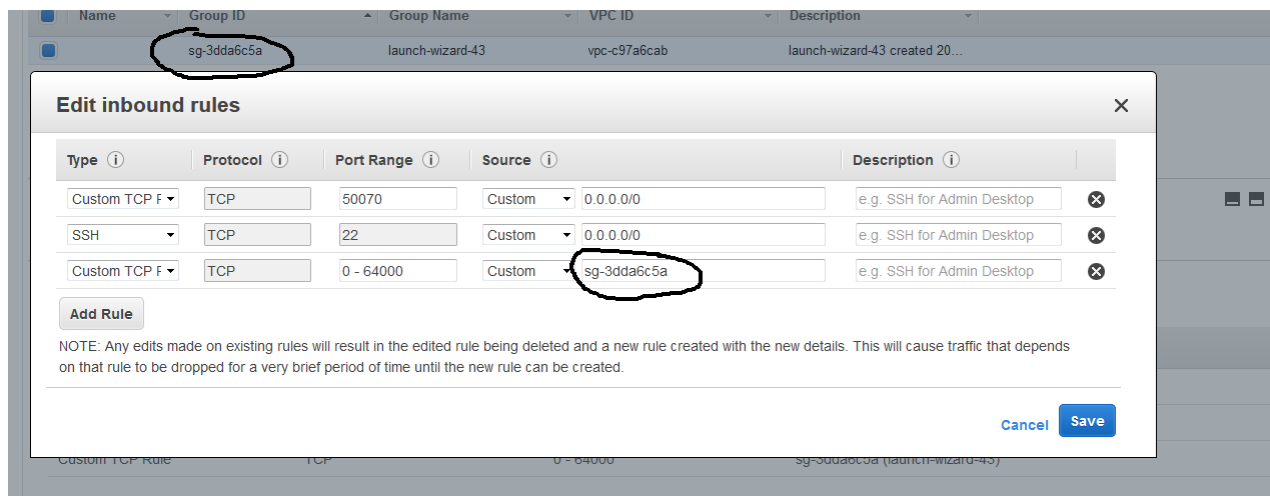 Name Group ID Group Name VPC ID Description
sg-3dda6c5a launch-wizard-43 vpc-c97a6cab launch-wizard-43 created 20...
Edit inbound rules
Type i Protocol i Port Range i Source i Description i
Custom TCP F TCP 50070 Custom 0.0.0.0/0 e.g. SSH for Admin Desktop
SSH TCP 22 Custom 0.0.0.0/0 e.g. SSH for Admin Desktop
Custom TCP F TCP 0 - 64000 Custom sg-3dda6c5a e.g. SSH for Admin Desktop
Add Rule
NOTE: Any edits made on existing rules will result in the edited rule being deleted and a new rule created with the new details. This will cause traffic that depends
on that rule to be dropped for a very brief period of time until the new rule can be created.
Cancel Save
Custom TCP Rule TCP 0 - 64000 sg-3dda6c5a (launch-wizard-43)